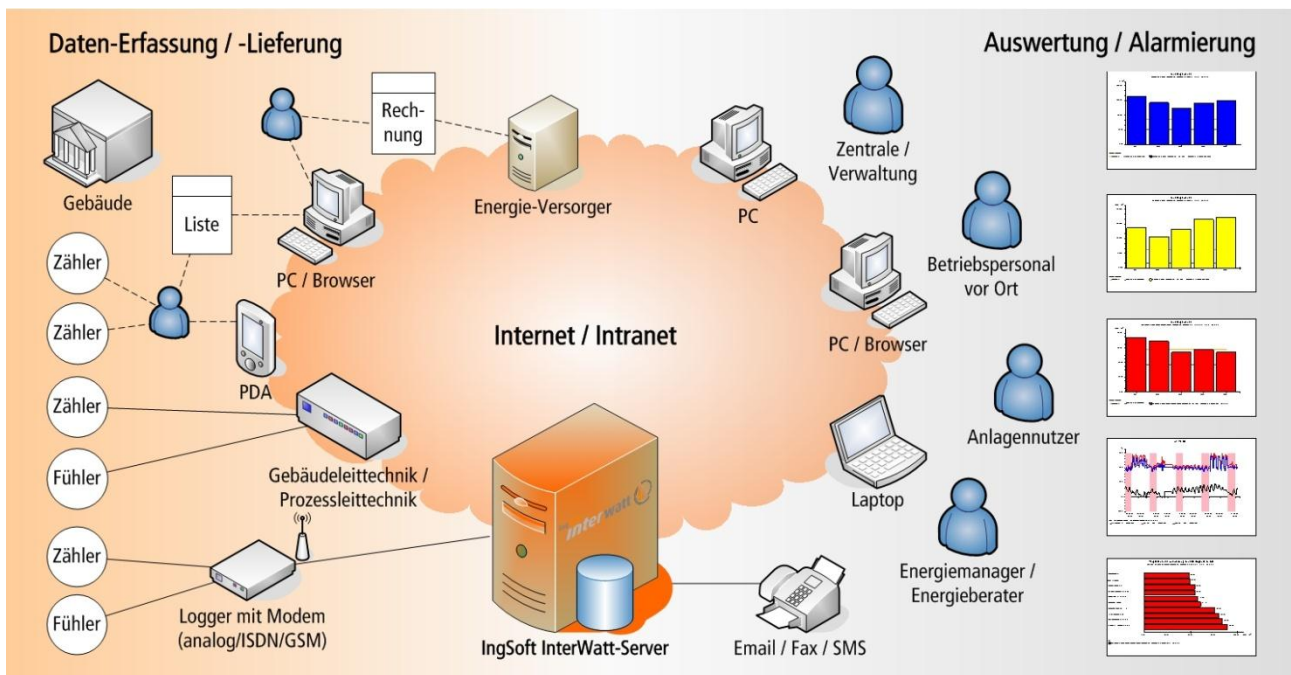 Daten-Erfassung / -Lieferung
Auswertung / Alarmierung
Rech-
nung
Gebäude
Liste
PC / Browser
Energie-Versorger
PC
Zentrale /
Verwaltung
Zähler
Zähler
PDA
Internet / Intranet
PC / Browser
Betriebspersonal
vor Ort
Zähler
Fühler
Gebäudeleittechnik /
Prozessleittechnik
Anlagennutzer
Laptop
Zähler
Fühler
Logger mit Modem
(analog/ISDN/GSM)
Interwatt
IngSoft InterWatt-Server
Email / Fax / SMS
Energiemanager /
Energieberater